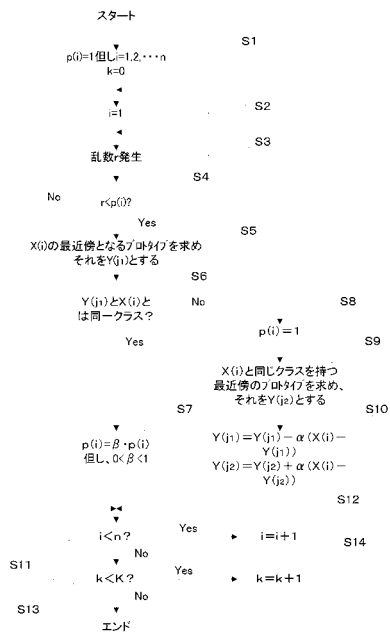 スタート
S1
p(i)=1但しi=1,2,・・・n
k=0
S2
i=1
S3
乱数r発生
S4
No
r<p(i)?
Yes
S5
X(i)の最近傍となるプロトタイプを求め
それをY(j₁)とする
S6
Y(j₁)とX(i)と
は同一クラス？
No
Yes
S8
p(i)=1
S9
X(i)と同じクラスを持つ
最近傍のプロトタイプを求め、
それをY(j₂)とする
S7
S10
p(i)=β・p(i)
但し、0<β<1
Y(j₁)=Y(j₁)-α(X(i)-
Y(j₁))
Y(j₂)=Y(j₂)+α(X(i)-
Y(j₂))
S12
i<n?
Yes
i=i+1
No
S14
S11
k<K?
Yes
k=k+1
No
S13
エンド